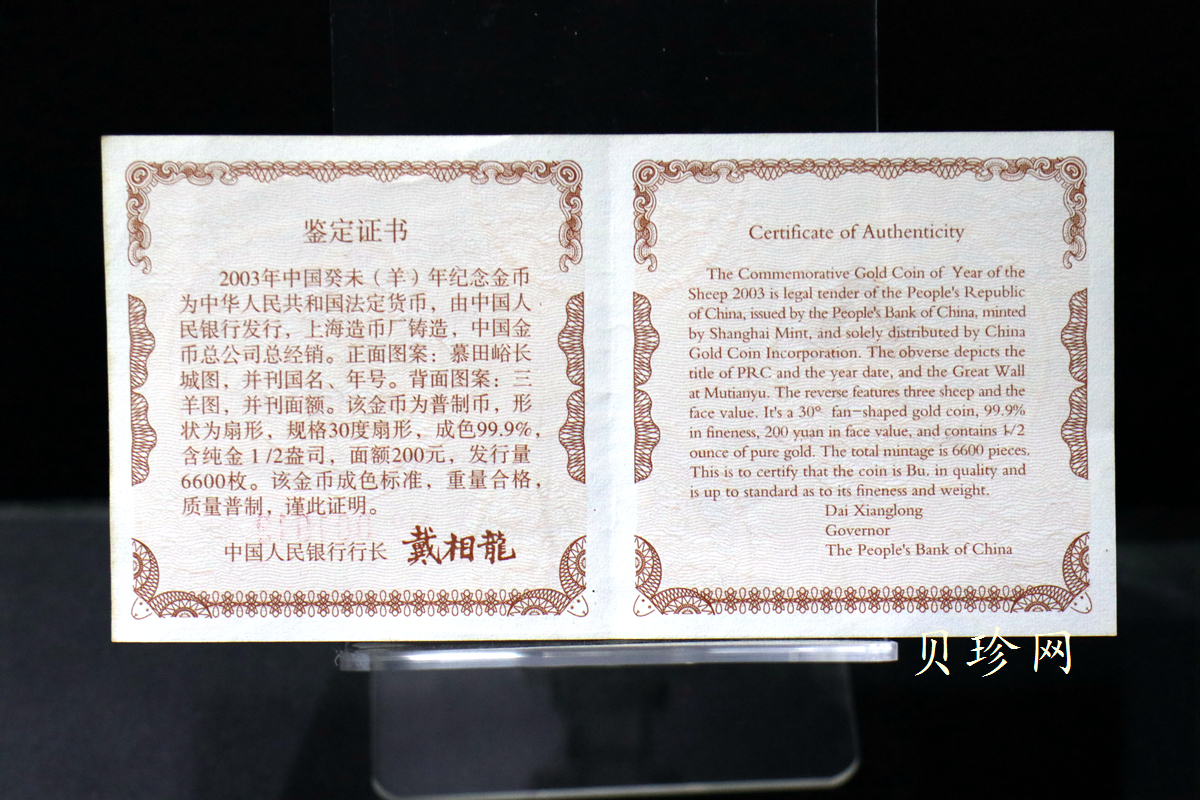 鉴定证书
2003年中国癸未（羊）年纪念金币
为中华人民共和国法定货币，由中国人
民银行发行，上海造币厂铸造，中国金
币总公司总经销。正面图案：慕田峪长
城图，并刊国名、年号。背面图案：三
羊图，并刊面额。该金币为普制币，形
状为扇形，规格30度扇形，成色99.9%，
含纯金 1 /2盎司，面额200元，发行量
6600枚。该金币成色标准，重量合格，
质量普制，谨此证明。
中国人民银行行长 戴相龍
Certificate of Authenticity
The Commemorative Gold Coin of Year of the
Sheep 2003 is legal tender of the People's Republic
of China, issued by the People's Bank of China, minted
by Shanghai Mint, and solely distributed by China
Gold Coin Incorporation. The obverse depicts the
title of PRC and the year date, and the Great Wall
at Mutianyu. The reverse features three sheep and the
face value. It's a 30° fan-shaped gold coin, 99.9%
in fineness, 200 yuan in face value, and contains 1/2
ounce of pure gold. The total mintage is 6600 pieces.
This is to certify that the coin is Bu. in quality and
is up to standard as to its fineness and weight.
Dai Xianglong
Governor
The People's Bank of China
贝珍网